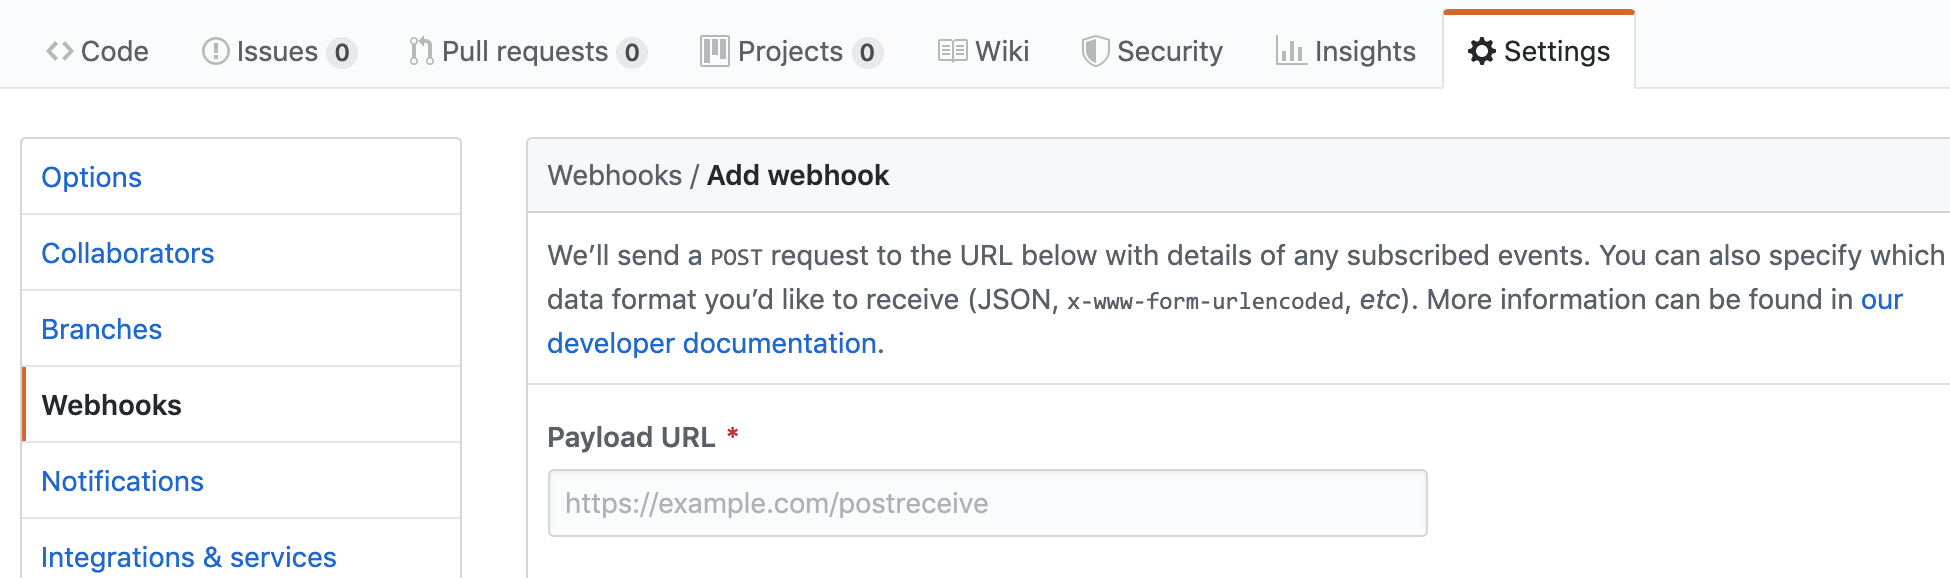 Code Issues 0 Pull requests 0 Projects 0 Wiki Security Insights Settings
Options
Collaborators
Branches
Webhooks
Notifications
Integrations & services
Webhooks / Add webhook
We’ll send a POST request to the URL below with details of any subscribed events. You can also specify which
data format you’d like to receive (JSON, x-www-form-urlencoded, etc). More information can be found in our
developer documentation.
Payload URL *
https://example.com/postreceive